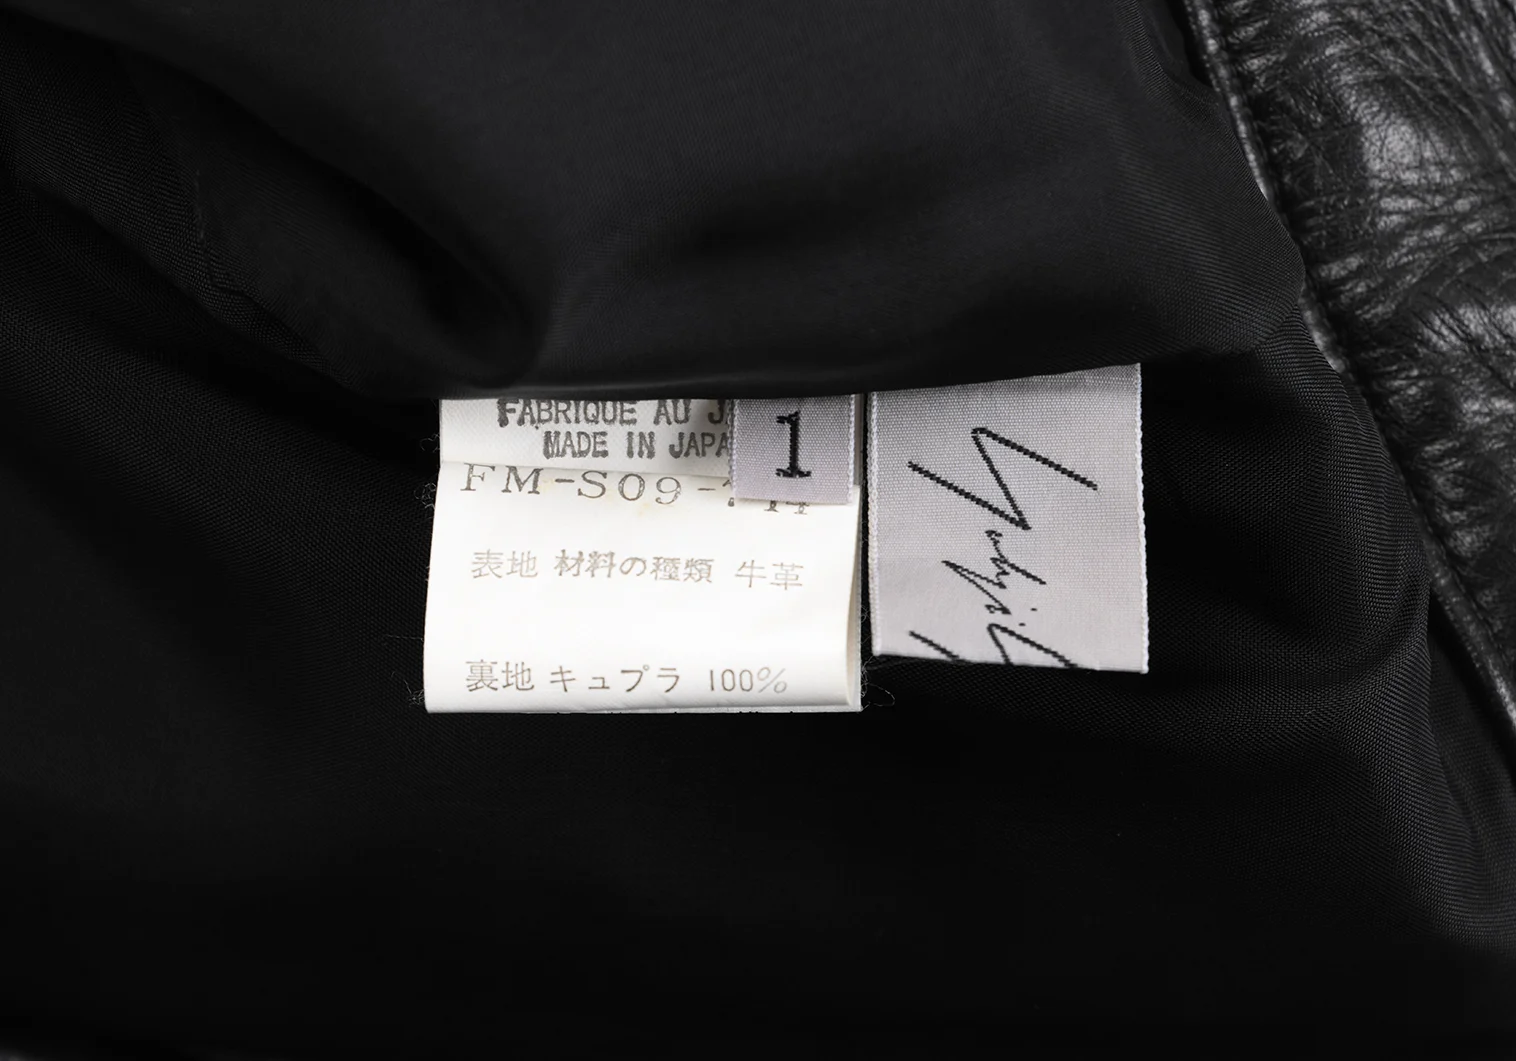 FABRIQUE AU J
MADE IN JAPA
1
FM-S09-
表地 材料の種類 牛革
裏地 キュプラ 100%
Yohji